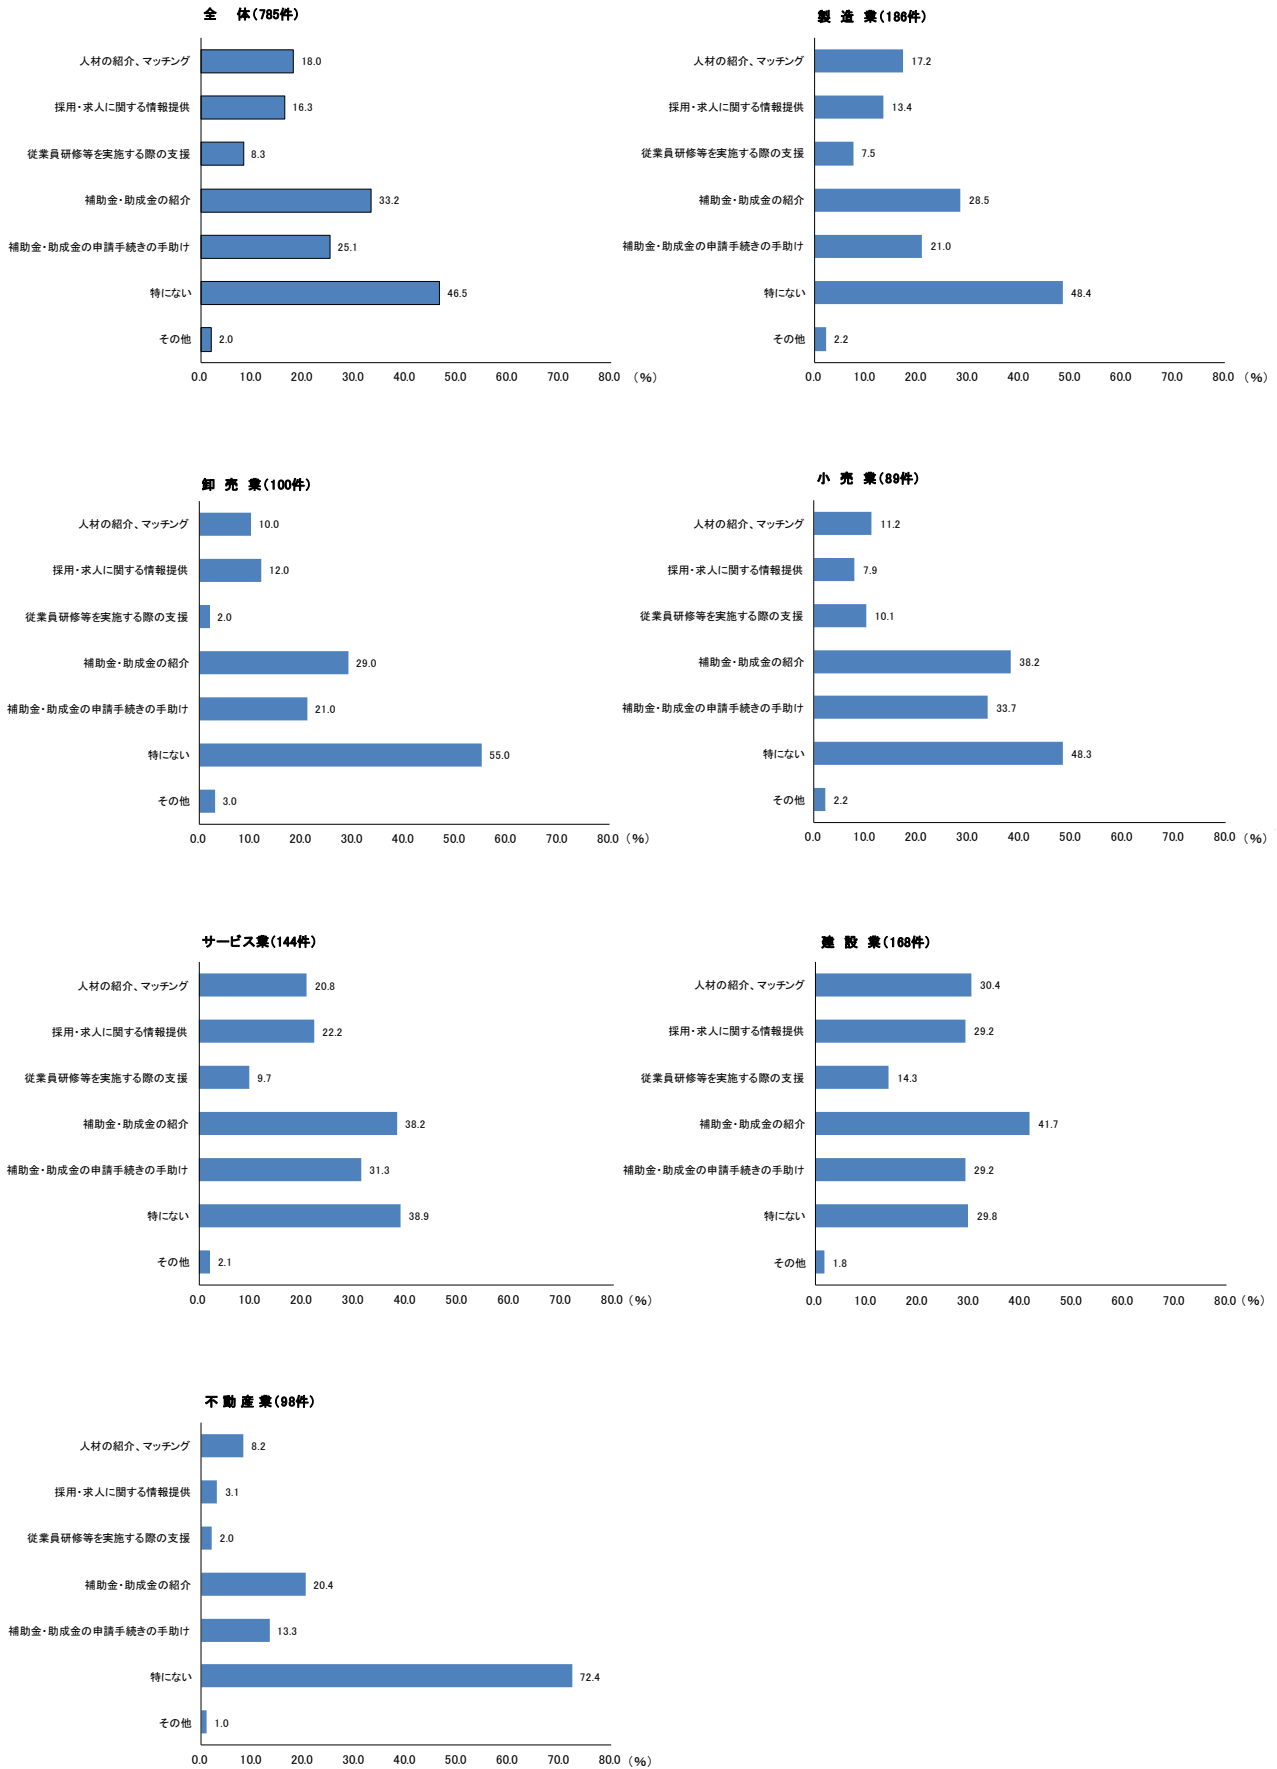 全　体(785件)
人材の紹介、マッチング 18.0
採用・求人に関する情報提供 16.3
従業員研修等を実施する際の支援 8.3
補助金・助成金の紹介 33.2
補助金・助成金の申請手続きの手助け 25.1
特にない 46.5
その他 2.0
0.0 10.0 20.0 30.0 40.0 50.0 60.0 70.0 80.0 (%)
製 造 業(186件)
人材の紹介、マッチング 17.2
採用・求人に関する情報提供 13.4
従業員研修等を実施する際の支援 7.5
補助金・助成金の紹介 28.5
補助金・助成金の申請手続きの手助け 21.0
特にない 48.4
その他 2.2
0.0 10.0 20.0 30.0 40.0 50.0 60.0 70.0 80.0 (%)
卸 売 業(100件)
人材の紹介、マッチング 10.0
採用・求人に関する情報提供 12.0
従業員研修等を実施する際の支援 2.0
補助金・助成金の紹介 29.0
補助金・助成金の申請手続きの手助け 21.0
特にない 55.0
その他 3.0
0.0 10.0 20.0 30.0 40.0 50.0 60.0 70.0 80.0 (%)
小 売 業(89件)
人材の紹介、マッチング 11.2
採用・求人に関する情報提供 7.9
従業員研修等を実施する際の支援 10.1
補助金・助成金の紹介 38.2
補助金・助成金の申請手続きの手助け 33.7
特にない 48.3
その他 2.2
0.0 10.0 20.0 30.0 40.0 50.0 60.0 70.0 80.0 (%)
サービス業(144件)
人材の紹介、マッチング 20.8
採用・求人に関する情報提供 22.2
従業員研修等を実施する際の支援 9.7
補助金・助成金の紹介 38.2
補助金・助成金の申請手続きの手助け 31.3
特にない 38.9
その他 2.1
0.0 10.0 20.0 30.0 40.0 50.0 60.0 70.0 80.0 (%)
建 設 業(168件)
人材の紹介、マッチング 30.4
採用・求人に関する情報提供 29.2
従業員研修等を実施する際の支援 14.3
補助金・助成金の紹介 41.7
補助金・助成金の申請手続きの手助け 29.2
特にない 29.8
その他 1.8
0.0 10.0 20.0 30.0 40.0 50.0 60.0 70.0 80.0 (%)
不 動 産 業(98件)
人材の紹介、マッチング 8.2
採用・求人に関する情報提供 3.1
従業員研修等を実施する際の支援 2.0
補助金・助成金の紹介 20.4
補助金・助成金の申請手続きの手助け 13.3
特にない 72.4
その他 1.0
0.0 10.0 20.0 30.0 40.0 50.0 60.0 70.0 80.0 (%)